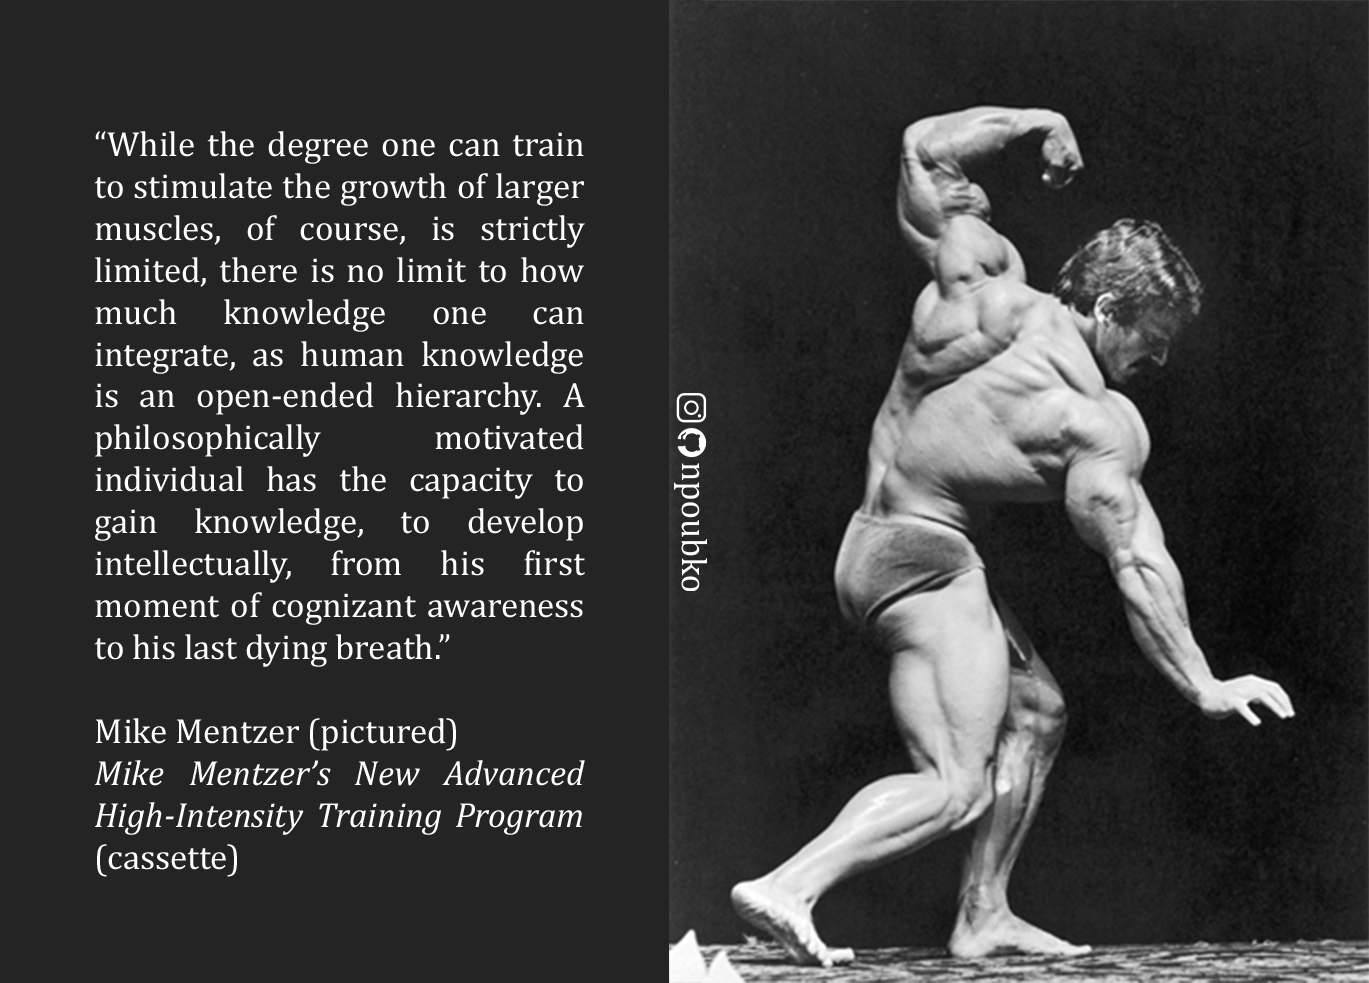 “While the degree one can train
to stimulate the growth of larger
muscles, of course, is strictly
limited, there is no limit to how
much knowledge one can
integrate, as human knowledge
is an open-ended hierarchy. A
philosophically motivated
individual has the capacity to
gain knowledge, to develop
intellectually, from his first
moment of cognizant awareness
to his last dying breath.”
Mike Mentzer (pictured)
Mike Mentzer’s New Advanced
High-Intensity Training Program
(cassette)
npoubko